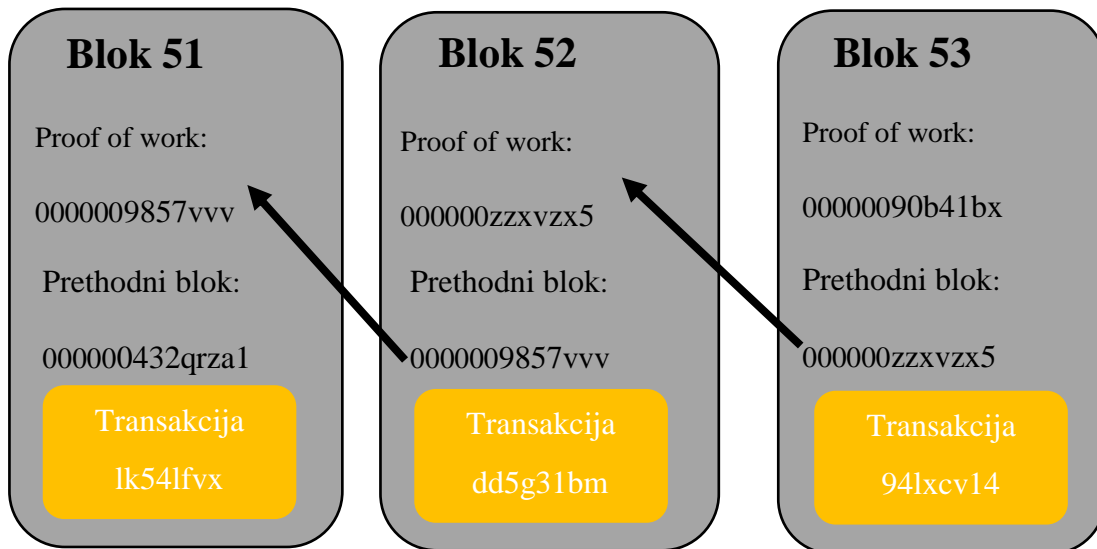 Blok 51
Proof of work:
0000009857vvv
Prethodni blok:
000000432qrza1
Transakcija
lk54lfvx
Blok 52
Proof of work:
000000zzxvzx5
Prethodni blok:
0000009857vvv
Transakcija
dd5g31bm
Blok 53
Proof of work:
00000090b41bx
Prethodni blok:
000000zzxvzx5
Transakcija
94lxcv14